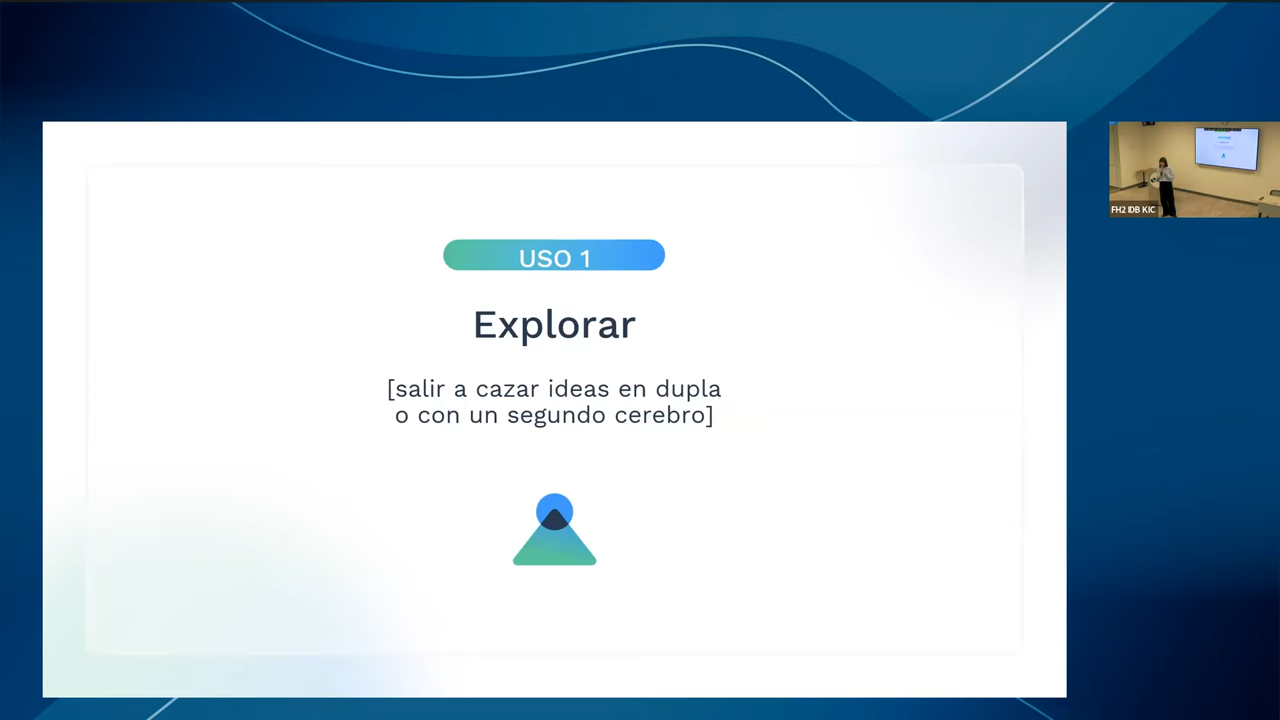 USO 1
Explorar
[salir a cazar ideas en dupla
o con un segundo cerebro]
FH2 IDB KIC